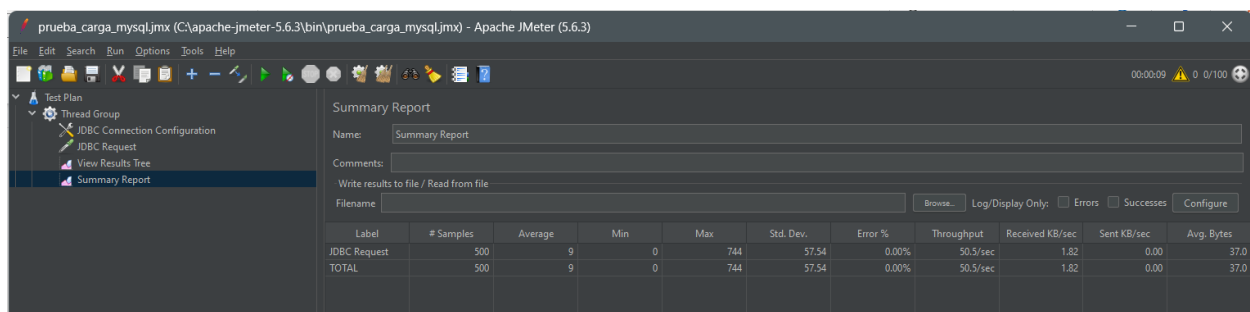 prueba_carga_mysql.jmx (C:\apache-jmeter-5.6.3\bin\prueba_carga_mysql.jmx) - Apache JMeter (5.6.3)
File Edit Search Run Options Tools Help
00:00:09 0 0/100
Test Plan
Thread Group
JDBC Connection Configuration
JDBC Request
View Results Tree
Summary Report
Summary Report
Name: Summary Report
Comments:
Write results to file / Read from file
Filename Browse... Log/Display Only: Errors Successes Configure
Label # Samples Average Min Max Std. Dev. Error % Throughput Received KB/sec Sent KB/sec Avg. Bytes
JDBC Request 500 9 0 744 57.54 0.00% 50.5/sec 1.82 0.00 37.0
TOTAL 500 9 0 744 57.54 0.00% 50.5/sec 1.82 0.00 37.0